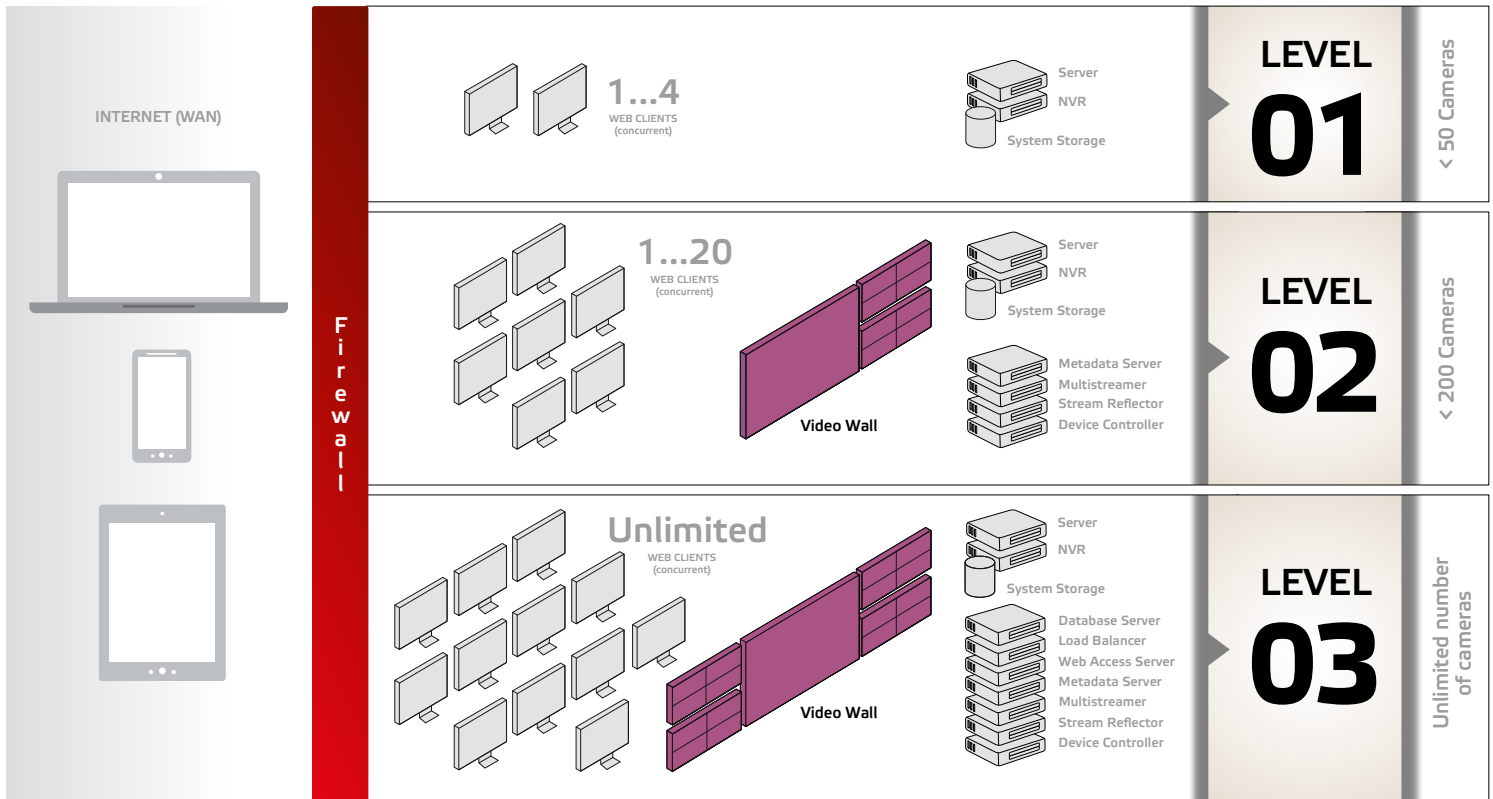 INTERNET (WAN)
Firewall
1...4
WEB CLIENTS
(concurrent)
Server
NVR
System Storage
LEVEL
01
< 50 Cameras
1...20
WEB CLIENTS
(concurrent)
Video Wall
Server
NVR
System Storage
Metadata Server
Multistreamer
Stream Reflector
Device Controller
LEVEL
02
< 200 Cameras
Unlimited
WEB CLIENTS
(concurrent)
Video Wall
Server
NVR
System Storage
Database Server
Load Balancer
Web Access Server
Metadata Server
Multistreamer
Stream Reflector
Device Controller
LEVEL
03
Unlimited number
of cameras